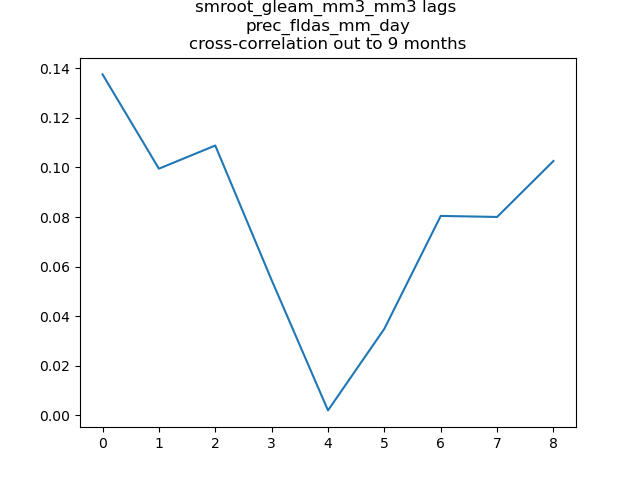 smroot_gleam_mm3_mm3 lags
prec_fldas_mm_day
cross-correlation out to 9 months
0.14
0.12
0.10
0.08
0.06
0.04
0.02
0.00
0 1 2 3 4 5 6 7 8